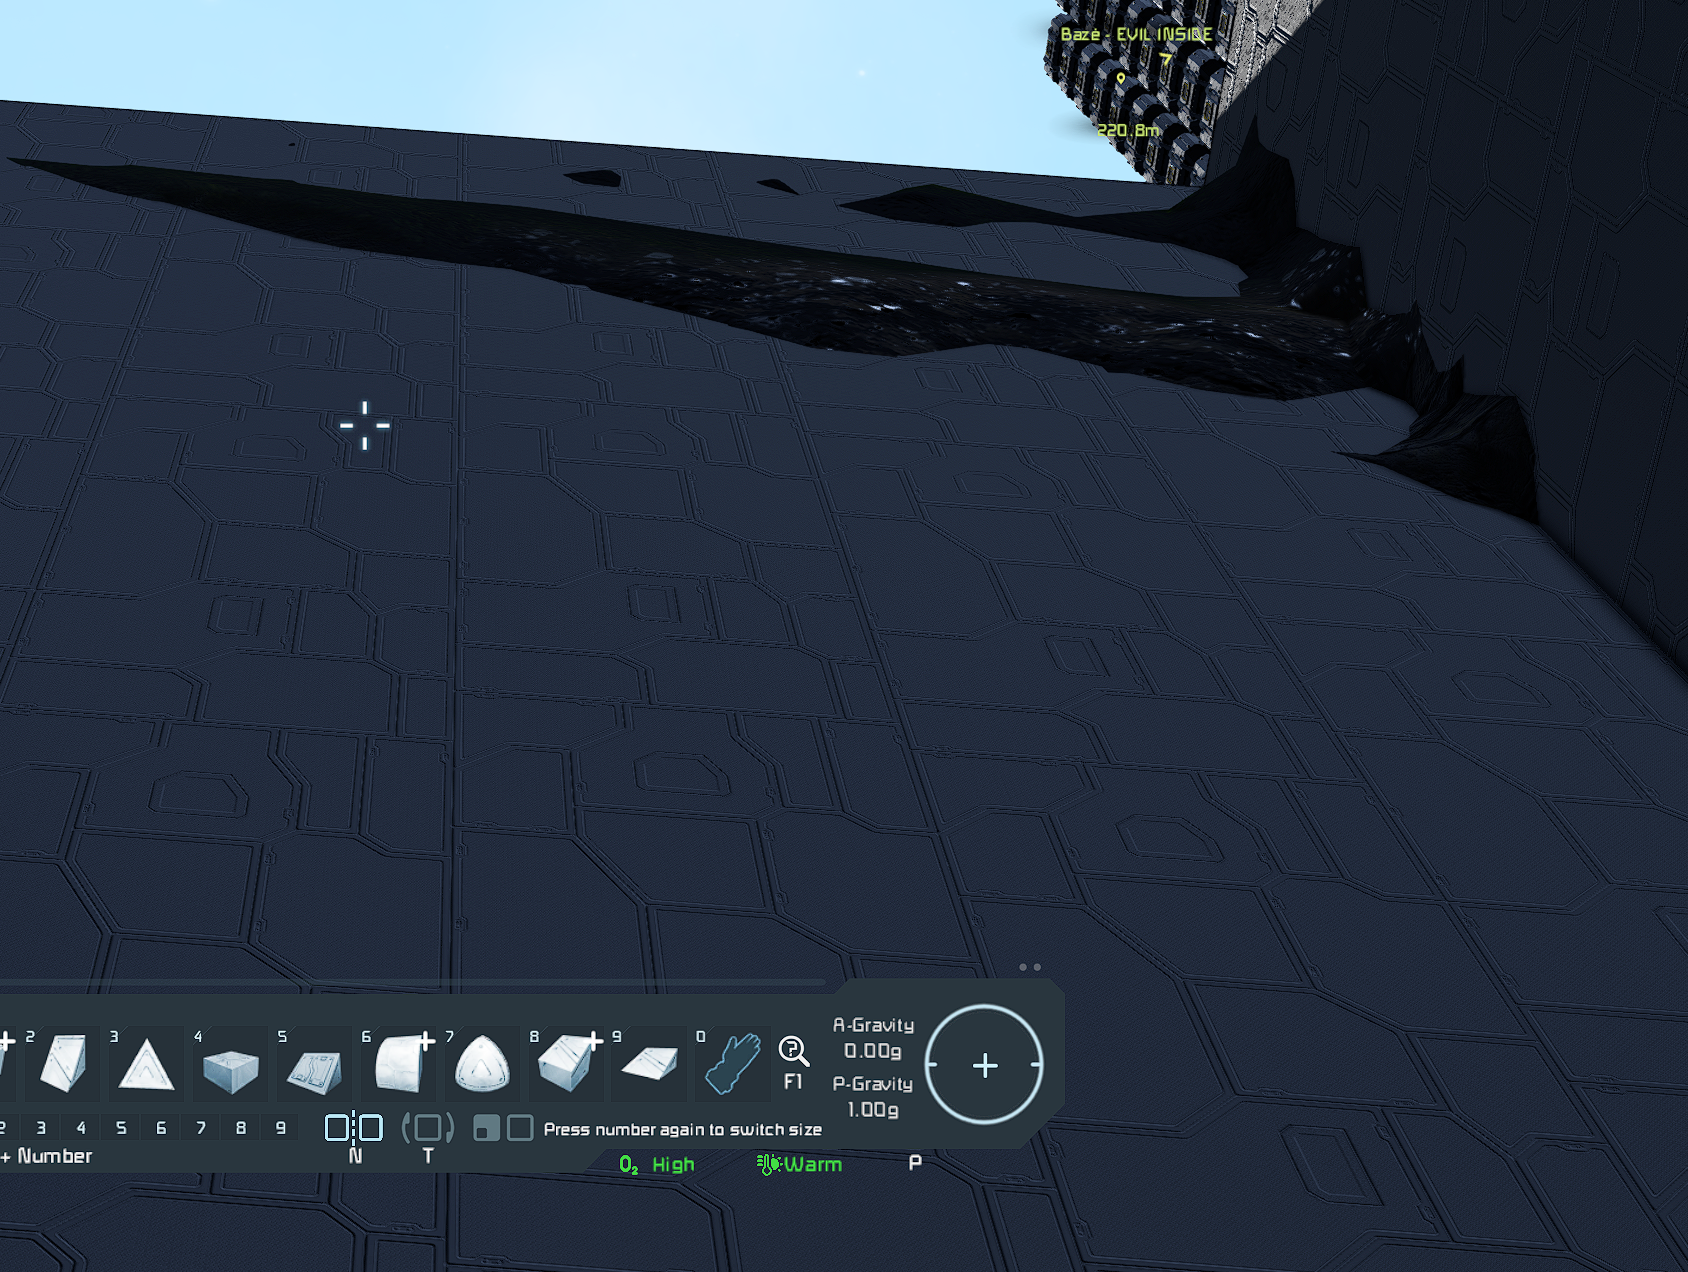 Bazė - EVIL INSIDE
220.8m
2 3 4 5 6 7 8 9 0
F1
A-Gravity
0.00g
P-Gravity
1.00g
2 3 4 5 6 7 8 9
Press number again to switch size
+ Number
N
T
O₂ High
Warm
P